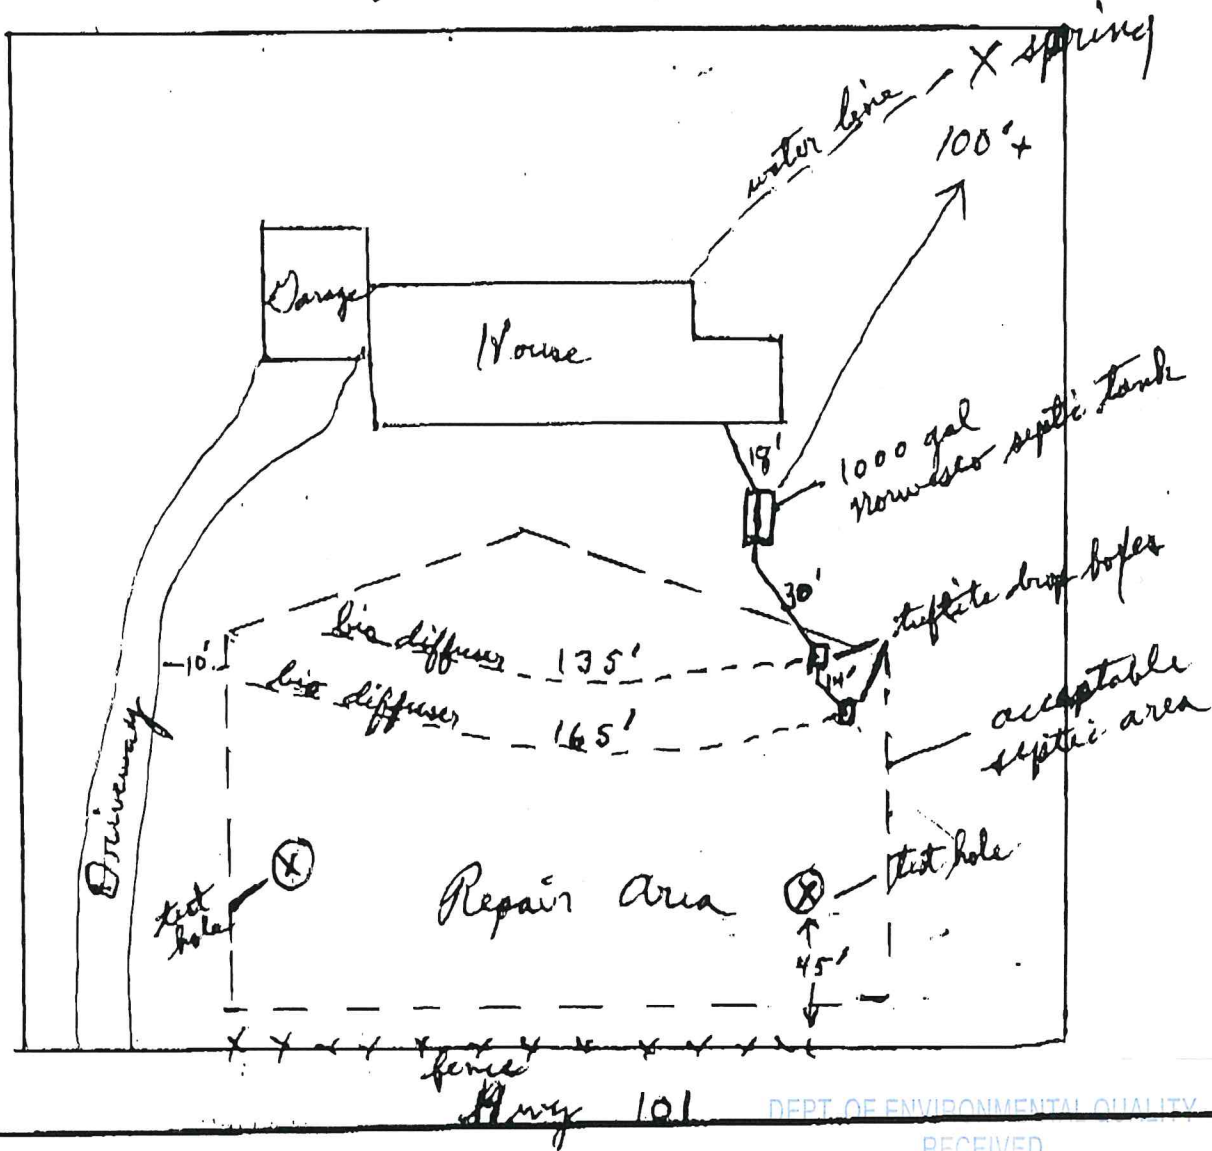 X spring
water line
100'+
Garage
House
18'
1000 gal
Norwesco septic tank
30'
tuftite drop boxes
bio diffuser 135'
10'
14'
bio diffuser 165'
acceptable
septic area
Driveway
test hole
test
hole
Repair Area
45'
fence
Hwy 101
DEPT. OF ENVIRONMENTAL QUALITY
RECEIVED